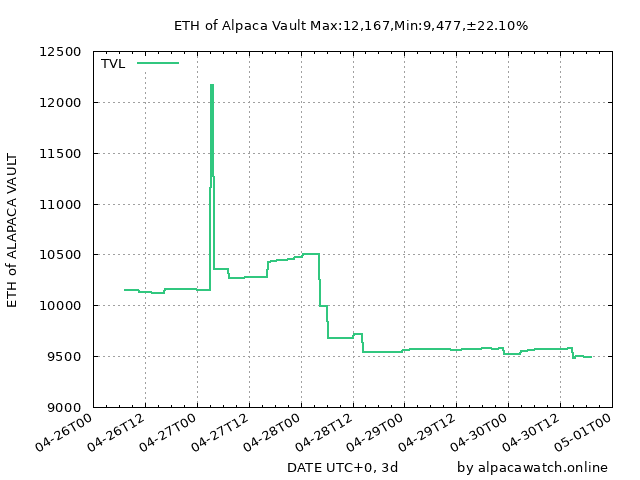 ETH of Alpaca Vault Max:12,167,Min:9,477,±22.10%
TVL
12500
12000
11500
11000
10500
10000
9500
9000
ETH of ALAPACA VAULT
04-26T00
04-26T12
04-27T00
04-27T12
04-28T00
04-28T12
04-29T00
04-29T12
04-30T00
04-30T12
05-01T00
DATE UTC+0, 3d
by alpacawatch.online